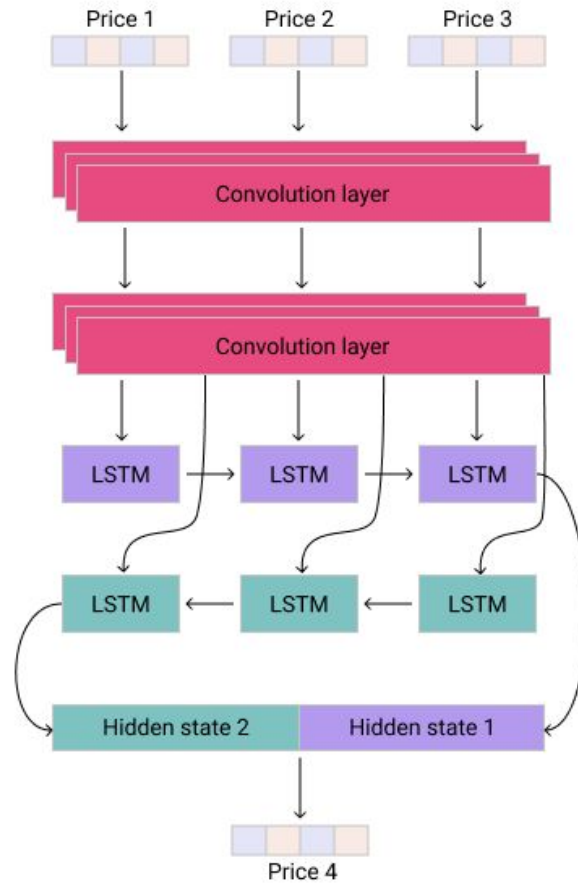 Price 1 Price 2 Price 3
Convolution layer
Convolution layer
LSTM LSTM LSTM
LSTM LSTM LSTM
Hidden state 2 Hidden state 1
Price 4